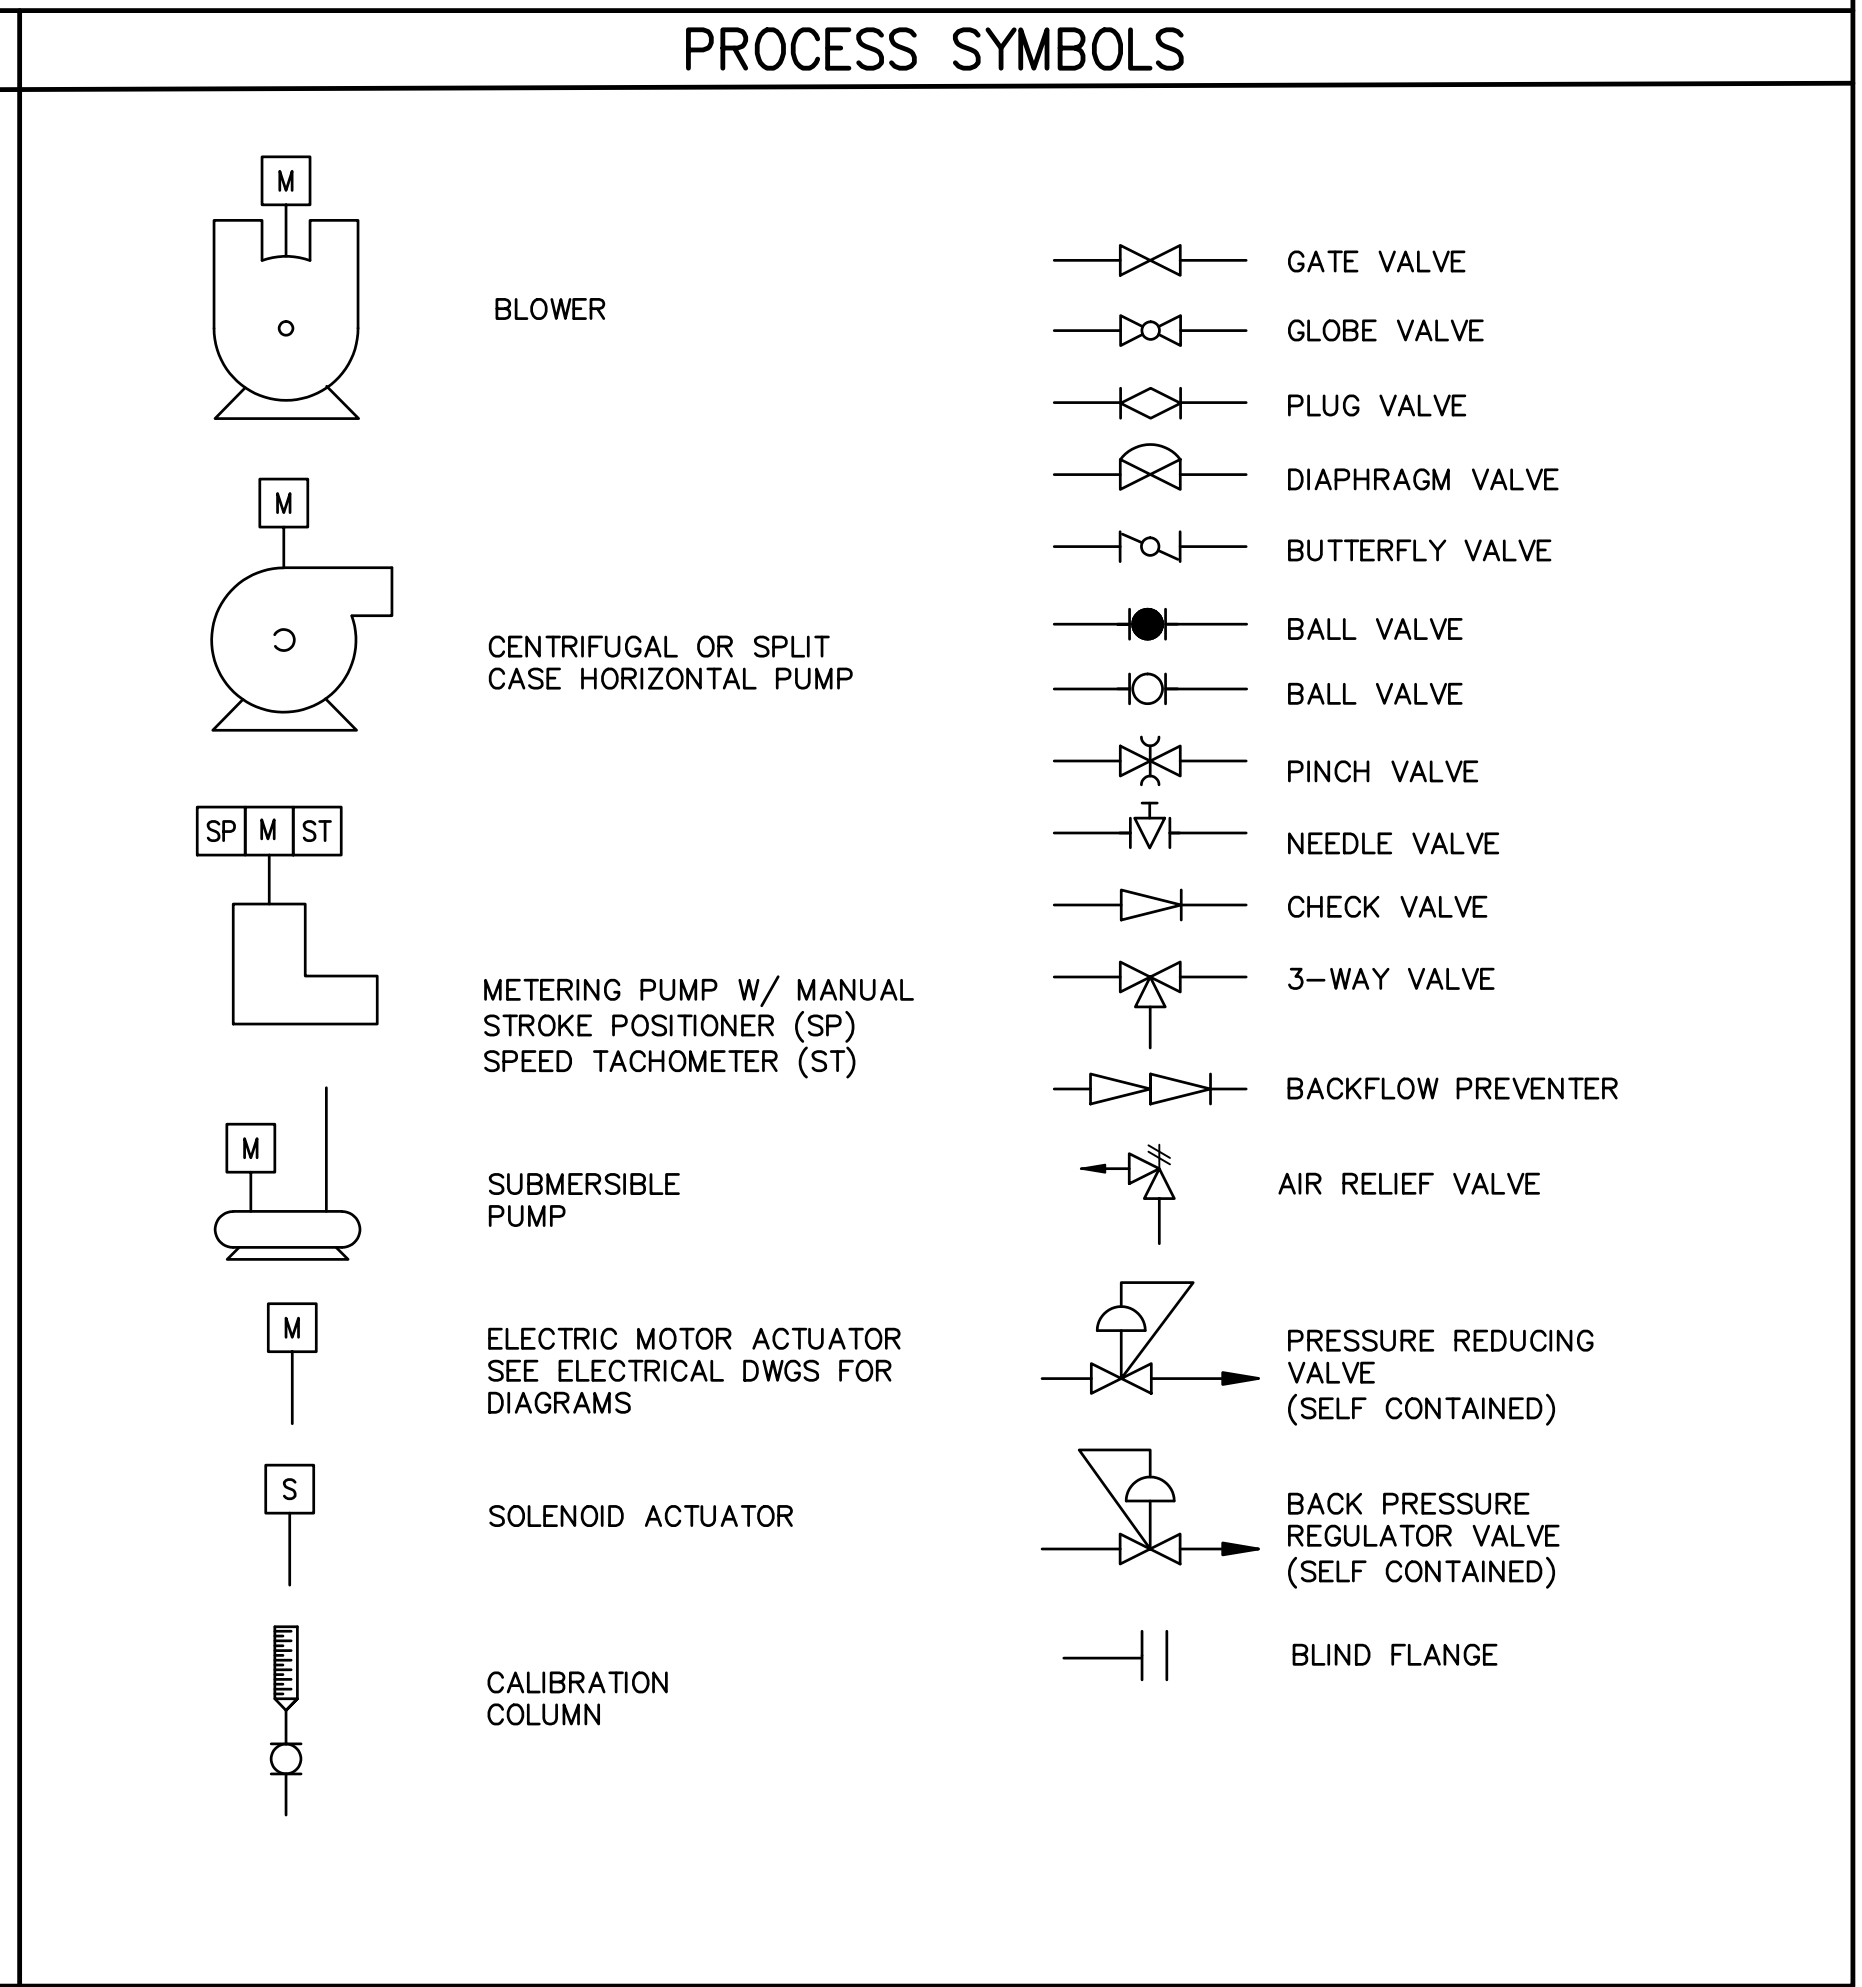 PROCESS SYMBOLS
M
BLOWER
M
CENTRIFUGAL OR SPLIT
CASE HORIZONTAL PUMP
SP M ST
METERING PUMP W/ MANUAL
STROKE POSITIONER (SP)
SPEED TACHOMETER (ST)
M
SUBMERSIBLE
PUMP
M
ELECTRIC MOTOR ACTUATOR
SEE ELECTRICAL DWGS FOR
DIAGRAMS
S
SOLENOID ACTUATOR
CALIBRATION
COLUMN
GATE VALVE
GLOBE VALVE
PLUG VALVE
DIAPHRAGM VALVE
BUTTERFLY VALVE
BALL VALVE
BALL VALVE
PINCH VALVE
NEEDLE VALVE
CHECK VALVE
3-WAY VALVE
BACKFLOW PREVENTER
AIR RELIEF VALVE
PRESSURE REDUCING
VALVE
(SELF CONTAINED)
BACK PRESSURE
REGULATOR VALVE
(SELF CONTAINED)
BLIND FLANGE